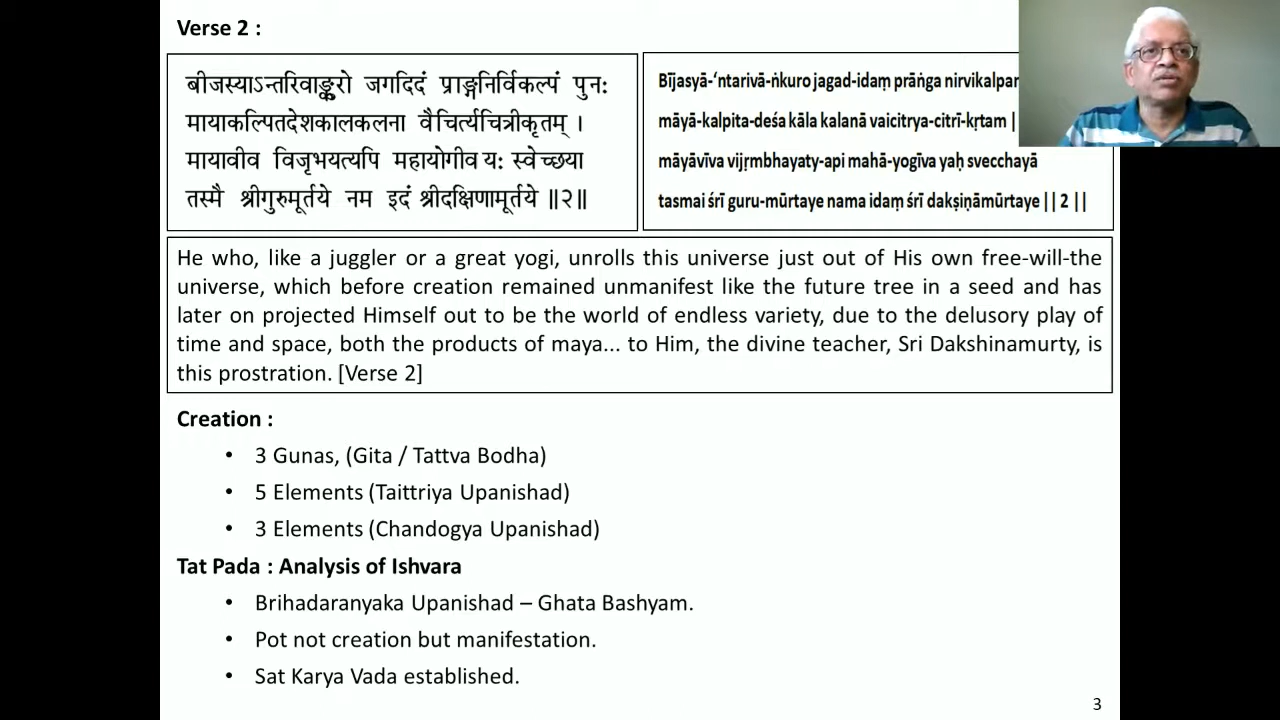 Verse 2 :
बीजस्याऽन्तरिवाङ्कुरो जगदिदं प्राङ्गनिर्विकल्पं पुनः
मायाकल्पितदेशकालकलना वैचित्र्यचित्रीकृतम् ।
मायावीव विजृभयत्यपि महायोगीव यः स्वेच्छया
तस्मै श्रीगुरुमूर्तये नम इदं श्रीदक्षिणामूर्तये ॥२॥
Bījasyā-‘ntarivā-ṅkuro jagad-idaṃ prāṅga nirvikalpar
māyā-kalpita-deśa kāla kalanā vaicitrya-citrī-kṛtam |
māyāvīva vijṛmbhayaty-api mahā-yogīva yaḥ svecchayā
tasmai śrī guru-mūrtaye nama idaṃ śrī dakṣiṇāmūrtaye || 2 ||
He who, like a juggler or a great yogi, unrolls this universe just out of His own free-will-the
universe, which before creation remained unmanifest like the future tree in a seed and has
later on projected Himself out to be the world of endless variety, due to the delusory play of
time and space, both the products of maya... to Him, the divine teacher, Sri Dakshinamurty, is
this prostration. [Verse 2]
Creation :
• 3 Gunas, (Gita / Tattva Bodha)
• 5 Elements (Taittriya Upanishad)
• 3 Elements (Chandogya Upanishad)
Tat Pada : Analysis of Ishvara
• Brihadaranyaka Upanishad – Ghata Bashyam.
• Pot not creation but manifestation.
• Sat Karya Vada established.
3